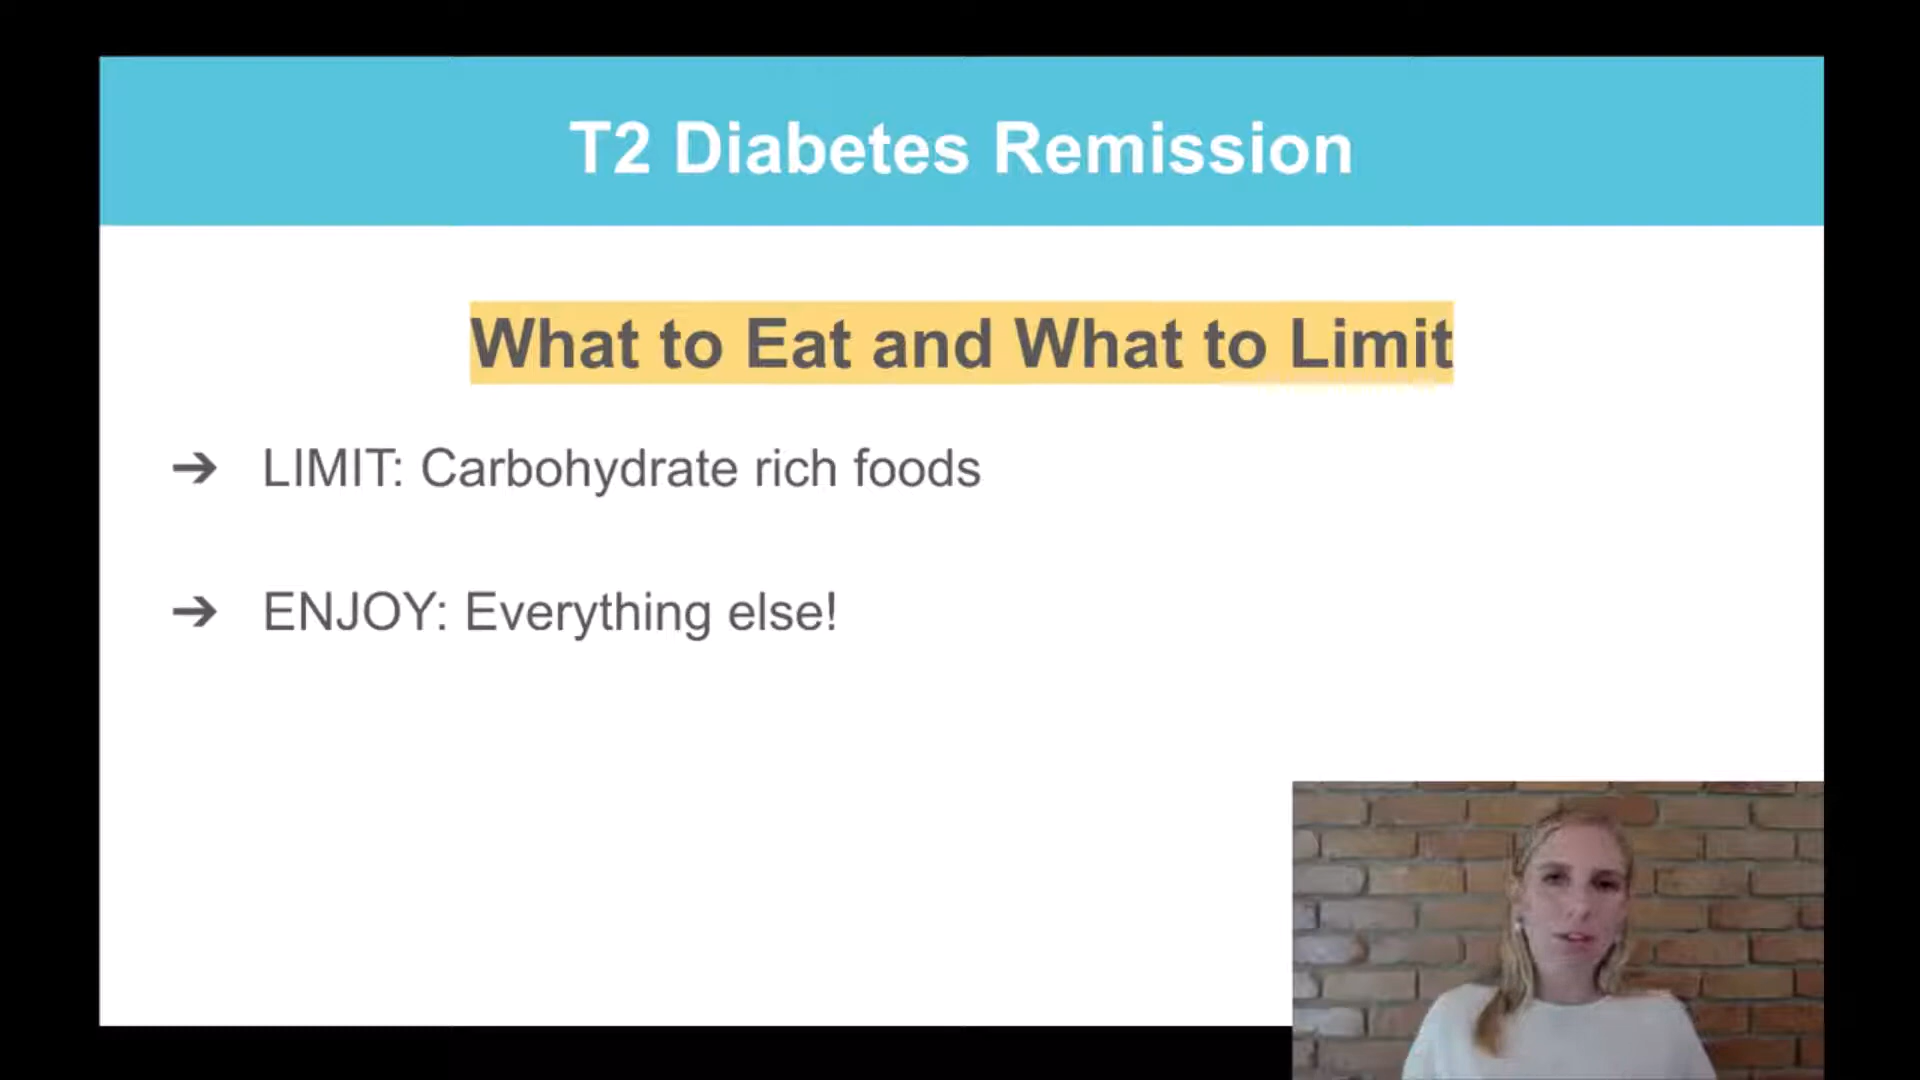 T2 Diabetes Remission
What to Eat and What to Limit
➔ LIMIT: Carbohydrate rich foods
➔ ENJOY: Everything else!